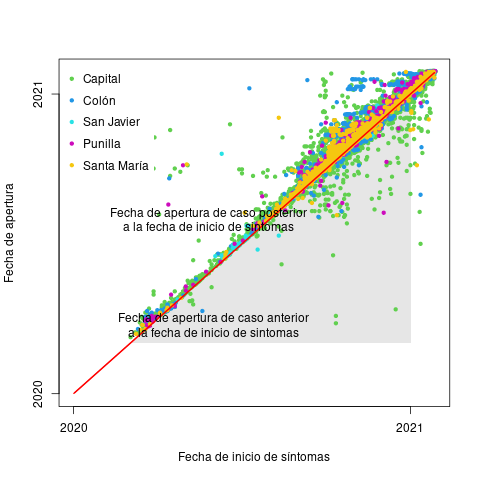 2021
Capital
Colón
San Javier
Punilla
Santa María
Fecha de apertura
Fecha de apertura de caso posterior
a la fecha de inicio de síntomas
Fecha de apertura de caso anterior
a la fecha de inicio de sintomas
2020
2020
2021
Fecha de inicio de síntomas